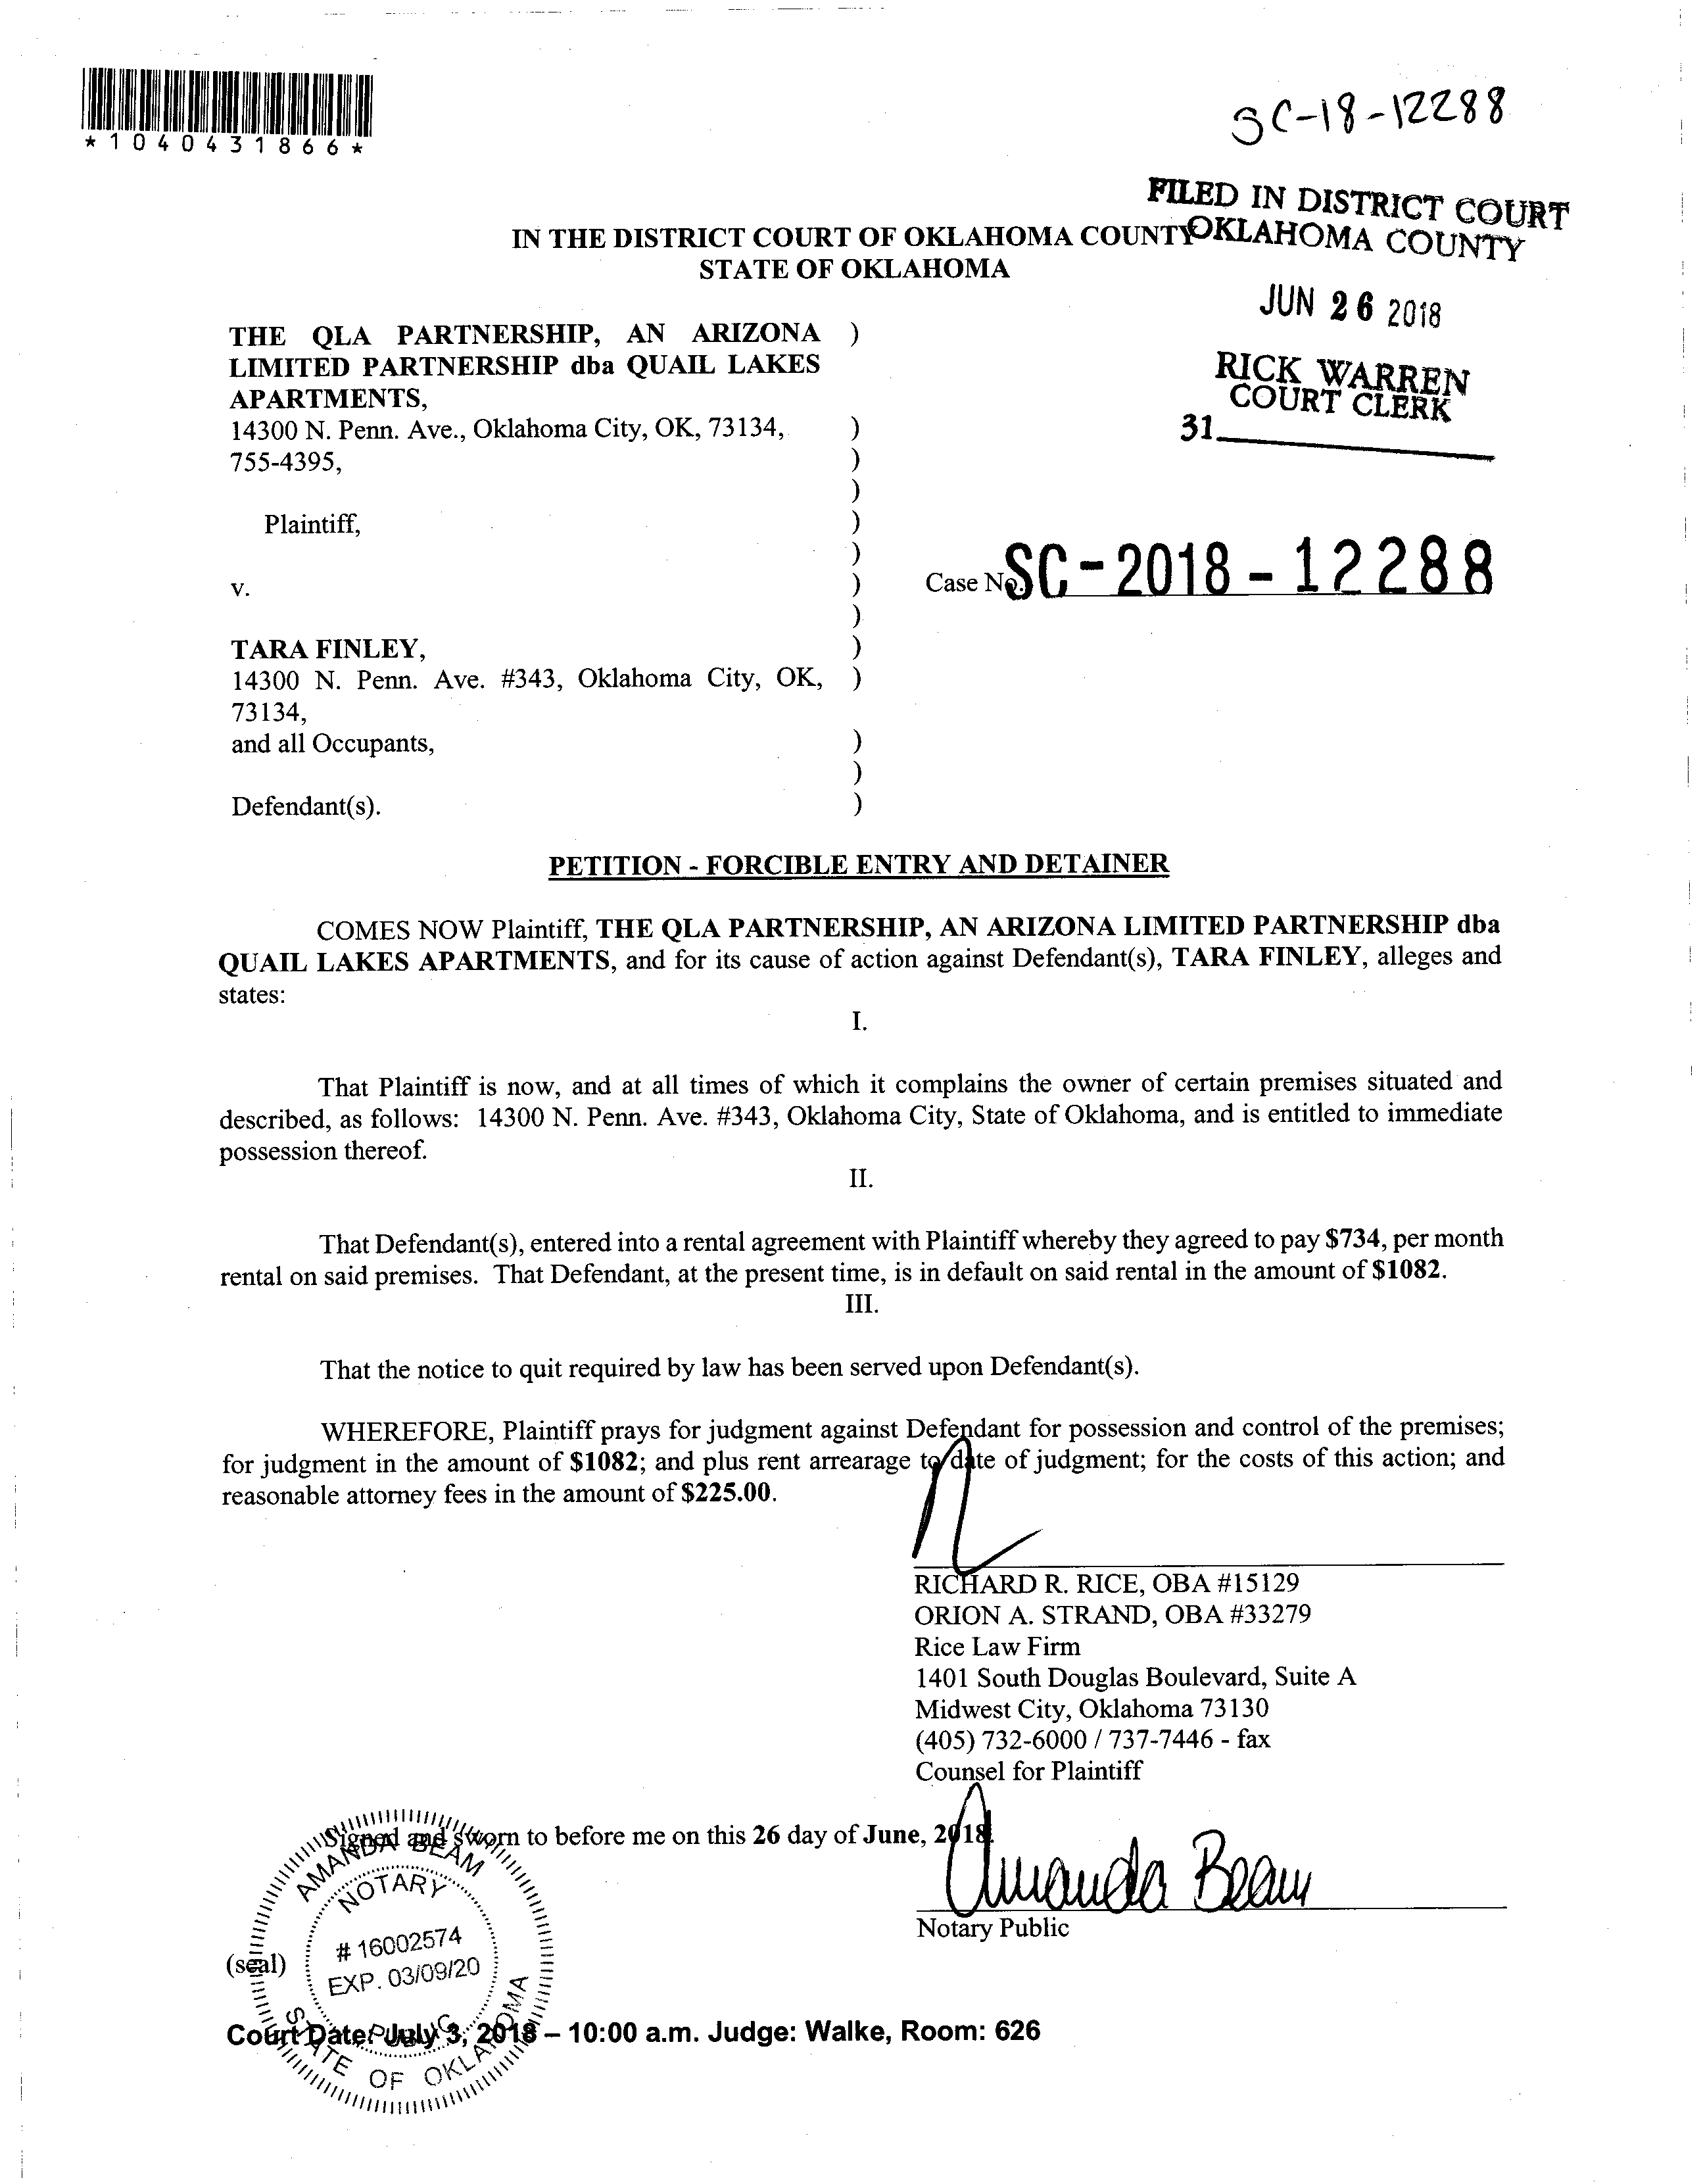 *1040431866*
SC-18-12288
FILED IN DISTRICT COURT
OKLAHOMA COUNTY
IN THE DISTRICT COURT OF OKLAHOMA COUNTY
STATE OF OKLAHOMA
JUN 26 2018
RICK WARREN
COURT CLERK
31
THE QLA PARTNERSHIP, AN ARIZONA )
LIMITED PARTNERSHIP dba QUAIL LAKES
APARTMENTS,
14300 N. Penn. Ave., Oklahoma City, OK, 73134, )
755-4395, )
)
Plaintiff, )
)
v. )
)
Case No. SC-2018-12288
TARA FINLEY, )
14300 N. Penn. Ave. #343, Oklahoma City, OK, )
73134,
and all Occupants, )
)
Defendant(s). )
PETITION - FORCIBLE ENTRY AND DETAINER
COMES NOW Plaintiff, THE QLA PARTNERSHIP, AN ARIZONA LIMITED PARTNERSHIP dba
QUAIL LAKES APARTMENTS, and for its cause of action against Defendant(s), TARA FINLEY, alleges and
states:
I.
That Plaintiff is now, and at all times of which it complains the owner of certain premises situated and
described, as follows: 14300 N. Penn. Ave. #343, Oklahoma City, State of Oklahoma, and is entitled to immediate
possession thereof.
II.
That Defendant(s), entered into a rental agreement with Plaintiff whereby they agreed to pay $734, per month
rental on said premises. That Defendant, at the present time, is in default on said rental in the amount of $1082.
III.
That the notice to quit required by law has been served upon Defendant(s).
WHEREFORE, Plaintiff prays for judgment against Defendant for possession and control of the premises;
for judgment in the amount of $1082; and plus rent arrearage to date of judgment; for the costs of this action; and
reasonable attorney fees in the amount of $225.00.
RICHARD R. RICE, OBA #15129
ORION A. STRAND, OBA #33279
Rice Law Firm
1401 South Douglas Boulevard, Suite A
Midwest City, Oklahoma 73130
(405) 732-6000 / 737-7446 - fax
Counsel for Plaintiff
Signed and sworn to before me on this 26 day of June, 2018.
Amanda Beam
Notary Public
(seal)
AMANDA BEAM
NOTARY
# 16002574
EXP. 03/09/20
PUBLIC
STATE OF OKLAHOMA
Court Date: July 3, 2018 – 10:00 a.m. Judge: Walke, Room: 626